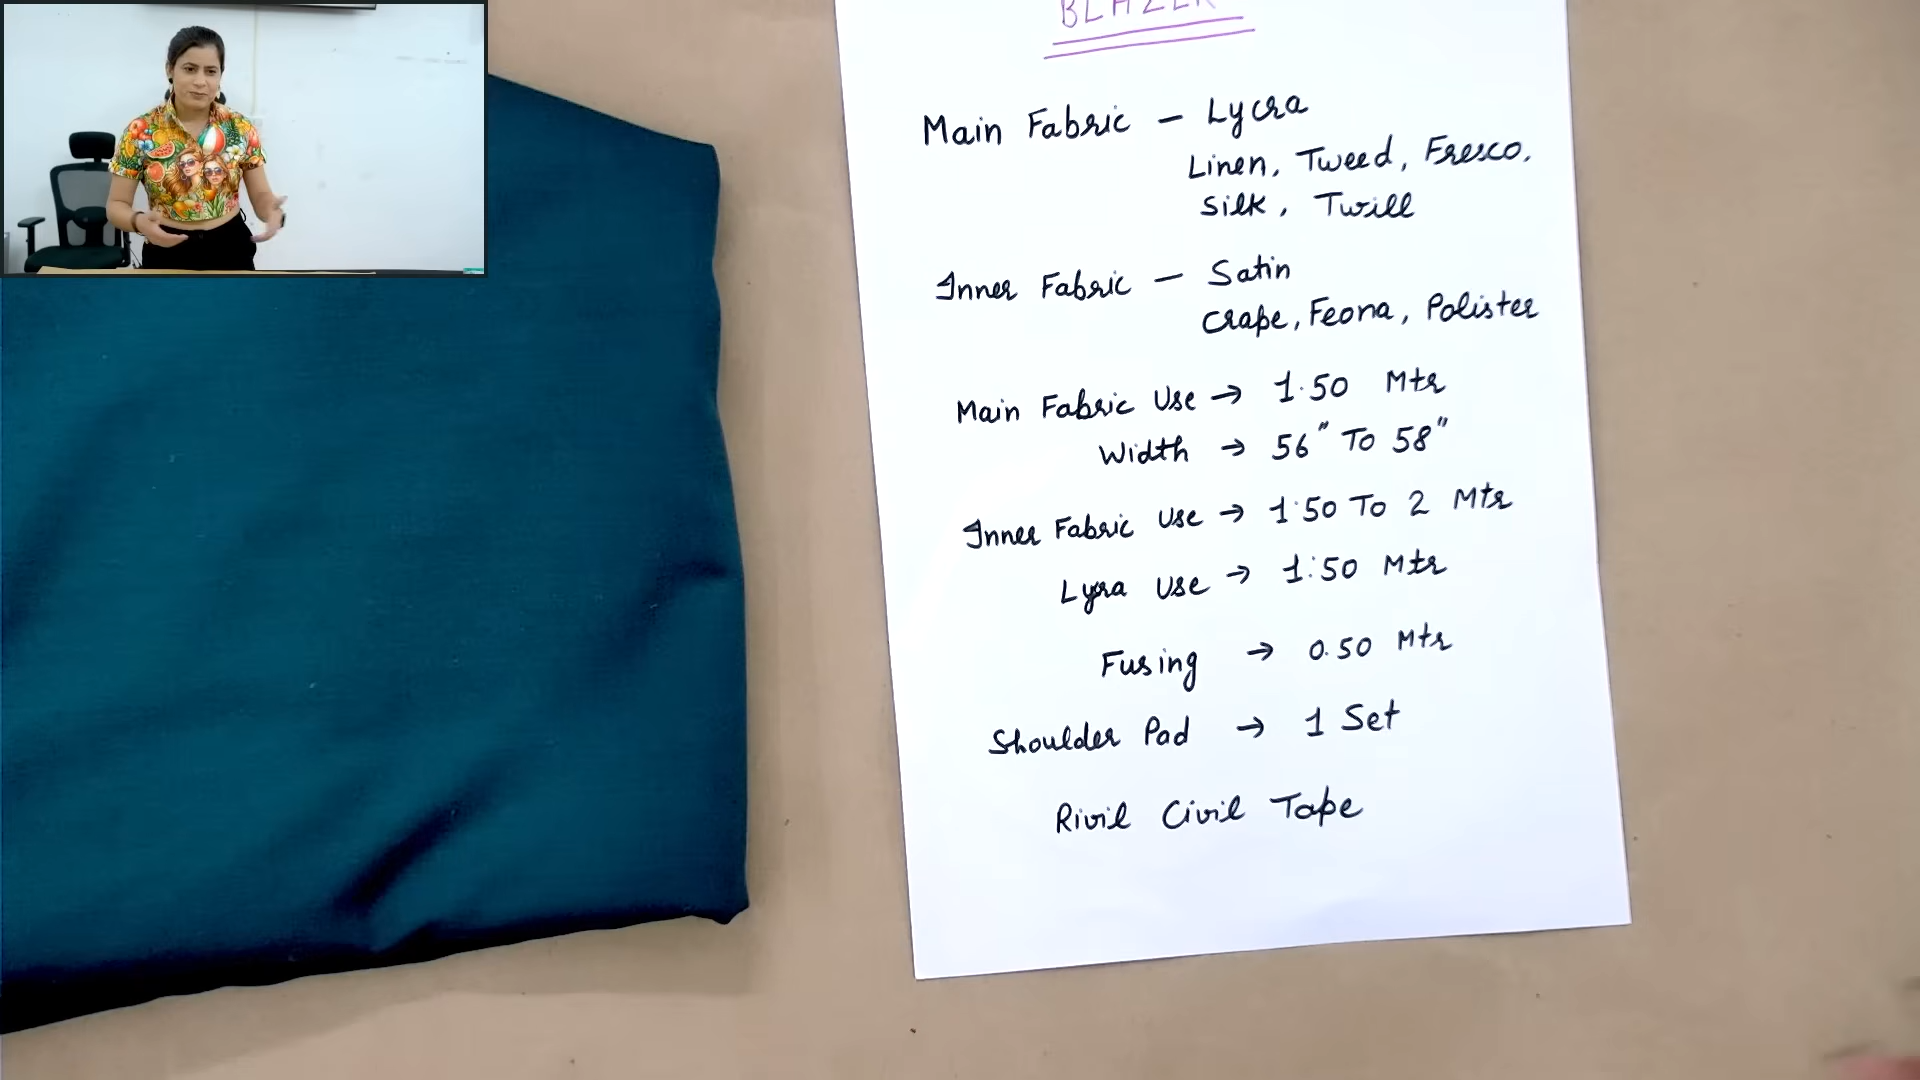 BLAZER
Main Fabric – Lycra
Linen, Tweed, Fresco.
Silk, Twill
Inner Fabric – Satin
Crape, Feona, Polister
Main Fabric Use → 1.50 Mtr
Width → 56" To 58"
Inner Fabric Use → 1.50 To 2 Mtr
Lyra Use → 1.50 Mtr
Fusing → 0.50 Mtr
Shoulder Pad → 1 Set
Rivil Civil Tape